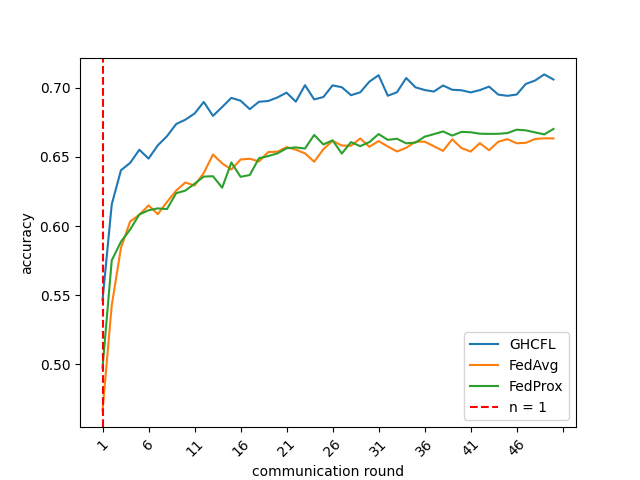 0.70
0.65
0.60
0.55
0.50
accuracy
1 6 11 16 21 26 31 36 41 46
communication round
GHCFL
FedAvg
FedProx
n = 1